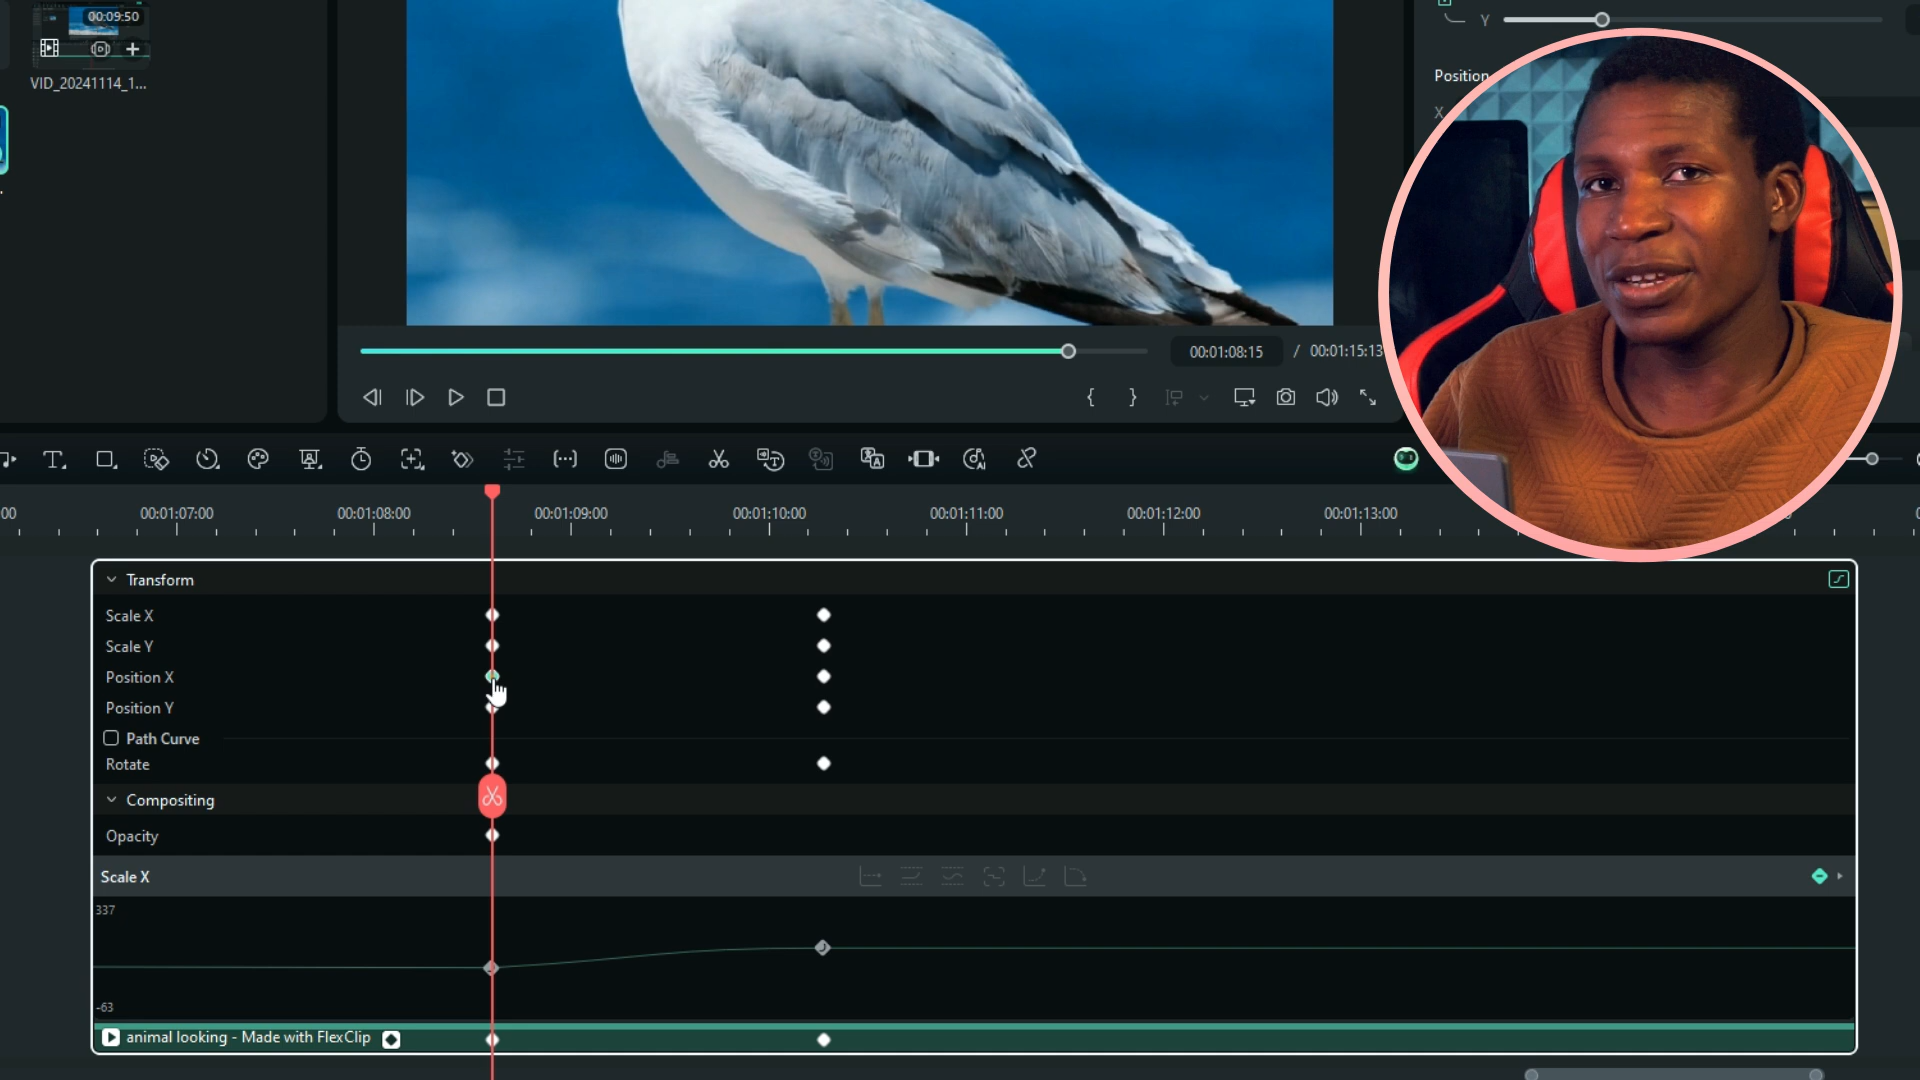 00:09:50
VID_20241114_1...
Y
Position
X
00:01:08:15 / 00:01:15:13
00 00:01:07:00 00:01:08:00 00:01:09:00 00:01:10:00 00:01:11:00 00:01:12:00 00:01:13:00
Transform
Scale X
Scale Y
Position X
Position Y
Path Curve
Rotate
Compositing
Opacity
Scale X
337
-63
animal looking - Made with FlexClip